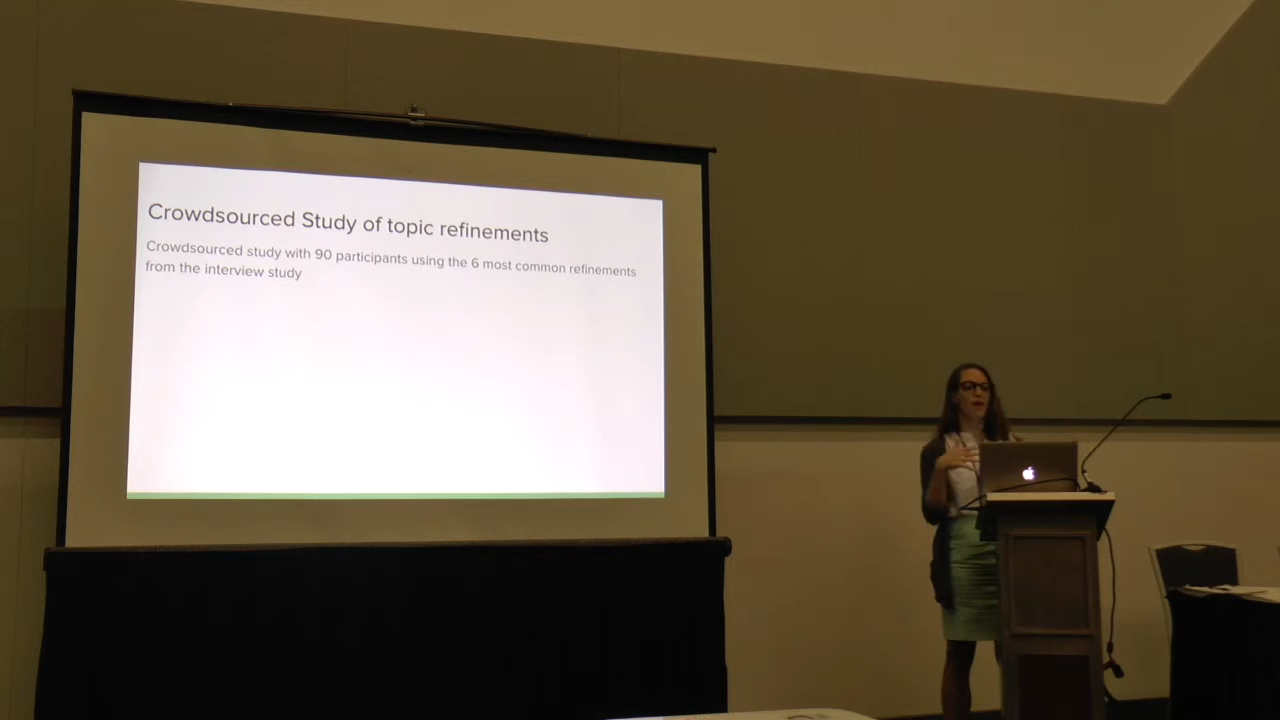 Crowdsourced Study of topic refinements
Crowdsourced study with 90 participants using the 6 most common refinements
from the interview study